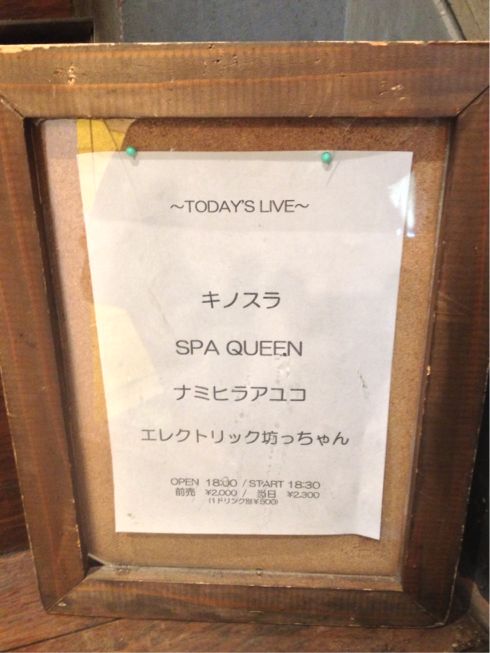 ～TODAY'S LIVE～
キノスラ
SPA QUEEN
ナミヒラアユコ
エレクトリック坊っちゃん
OPEN 18:00 / START 18:30
前売 ¥2,000 / 当日 ¥2,300
(1ドリンク別¥500)